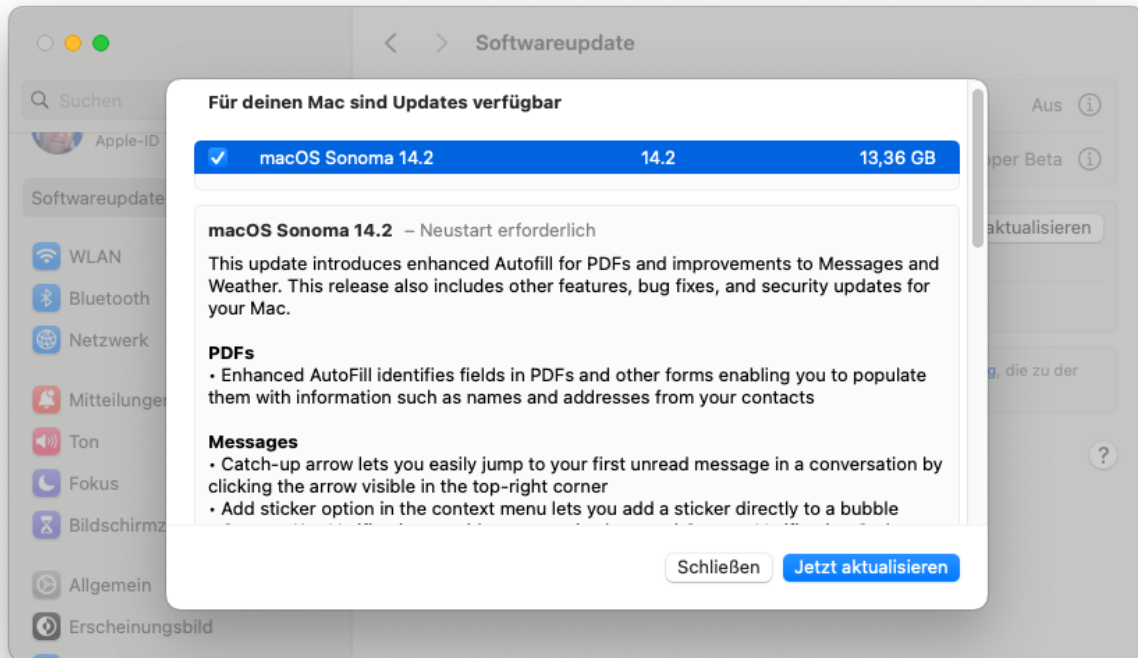 Softwareupdate
Suchen
Apple-ID
Softwareupdate
WLAN
Bluetooth
Netzwerk
Mitteilungen
Ton
Fokus
Allgemein
Erscheinungsbild
Für deinen Mac sind Updates verfügbar
macOS Sonoma 14.2 14.2 13,36 GB
macOS Sonoma 14.2 – Neustart erforderlich
This update introduces enhanced Autofill for PDFs and improvements to Messages and
Weather. This release also includes other features, bug fixes, and security updates for
your Mac.
PDFs
• Enhanced AutoFill identifies fields in PDFs and other forms enabling you to populate
them with information such as names and addresses from your contacts
Messages
• Catch-up arrow lets you easily jump to your first unread message in a conversation by
clicking the arrow visible in the top-right corner
• Add sticker option in the context menu lets you add a sticker directly to a bubble
Schließen
Jetzt aktualisieren
Aus
Beta
aktualisieren
die zu der
?